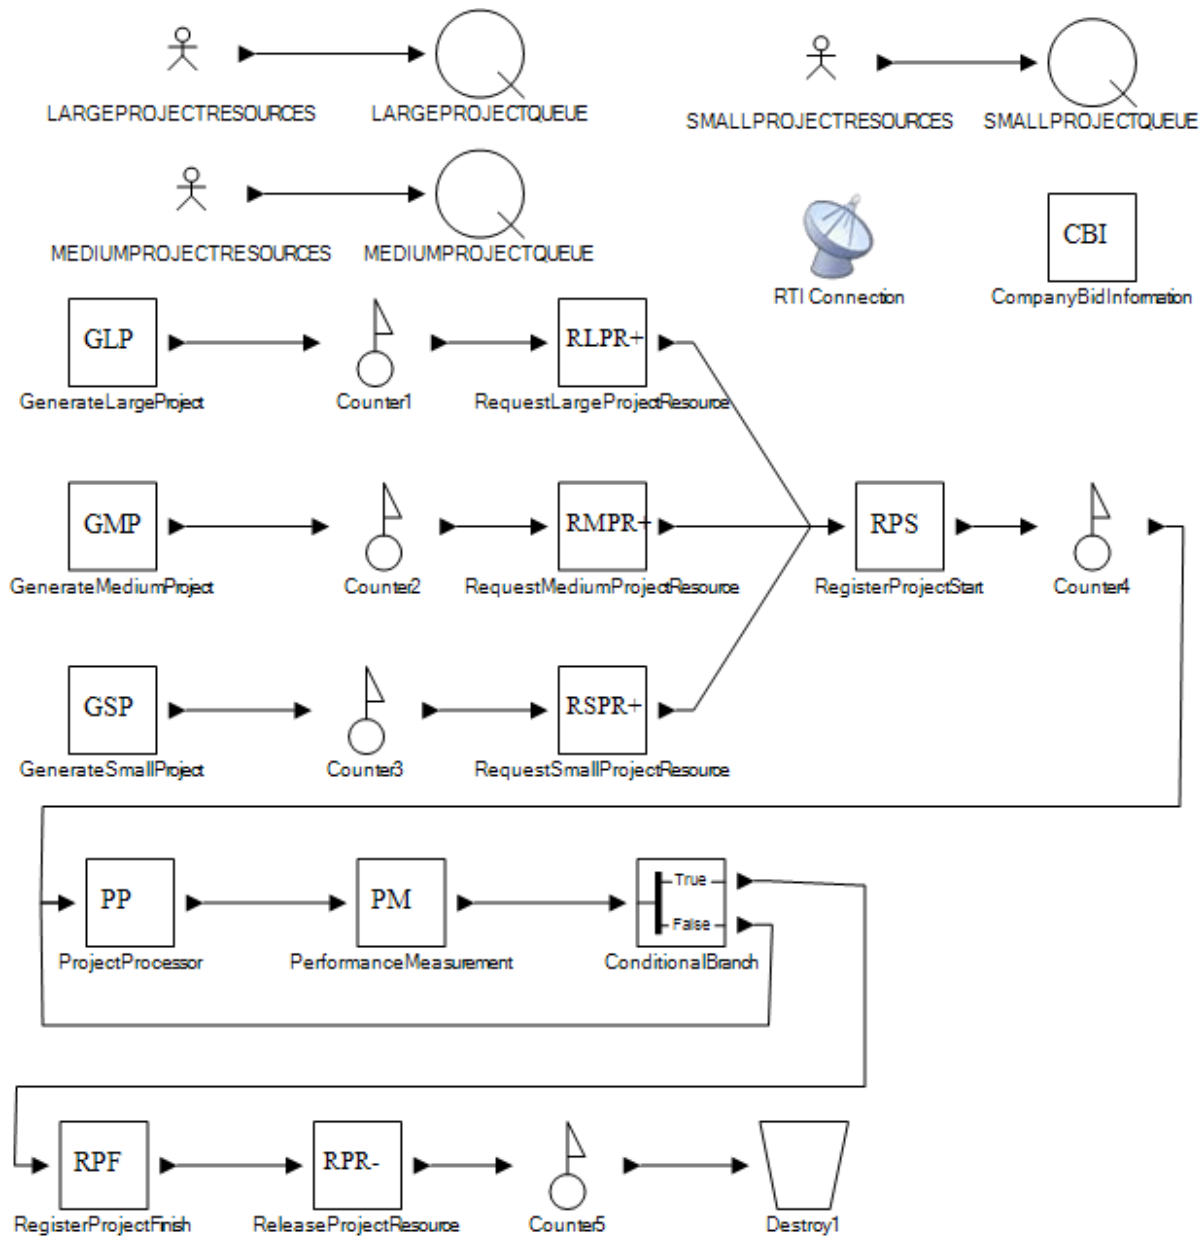 LARGEPROJECTRESOURCES LARGEPROJECTQUEUE
SMALLPROJECTRESOURCES SMALLPROJECTQUEUE
MEDIUMPROJECTRESOURCES MEDIUMPROJECTQUEUE
CBI
RTI Connection CompanyBidInformation
GLP RLPR+
GenerateLargeProject Counter1 RequestLargeProjectResource
GMP RMPR+ RPS
GenerateMediumProject Counter2 RequestMediumProjectResource RegisterProjectStart Counter4
GSP RSPR+
GenerateSmallProject Counter3 RequestSmallProjectResource
True
PP PM
False
ProjectProcessor PerformanceMeasurement ConditionalBranch
RPF RPR-
RegisterProjectFinish ReleaseProjectResource Counter5 Destroy1